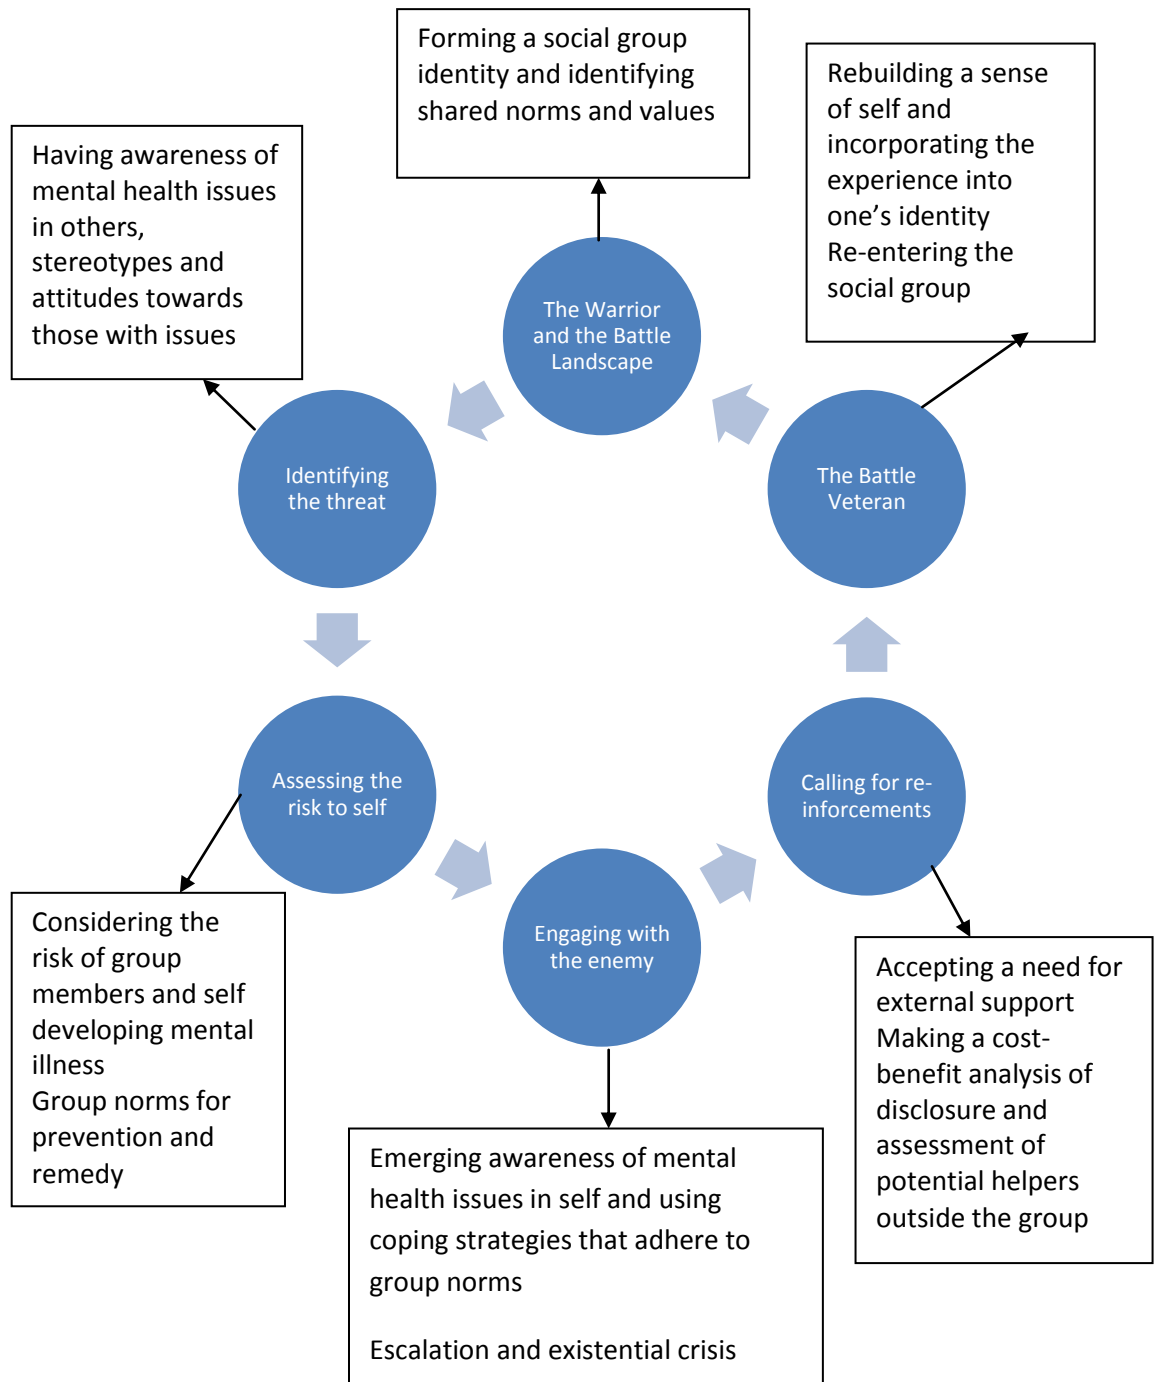 Forming a social group
identity and identifying
shared norms and values
Rebuilding a sense
of self and
incorporating the
experience into
one’s identity
Re-entering the
social group
Having awareness of
mental health issues
in others,
stereotypes and
attitudes towards
those with issues
The Warrior
and the Battle
Landscape
Identifying
the threat
The Battle
Veteran
Assessing the
risk to self
Calling for re-
inforcements
Engaging with
the enemy
Considering the
risk of group
members and self
developing mental
illness
Group norms for
prevention and
remedy
Accepting a need for
external support
Making a cost-
benefit analysis of
disclosure and
assessment of
potential helpers
outside the group
Emerging awareness of mental
health issues in self and using
coping strategies that adhere to
group norms
Escalation and existential crisis